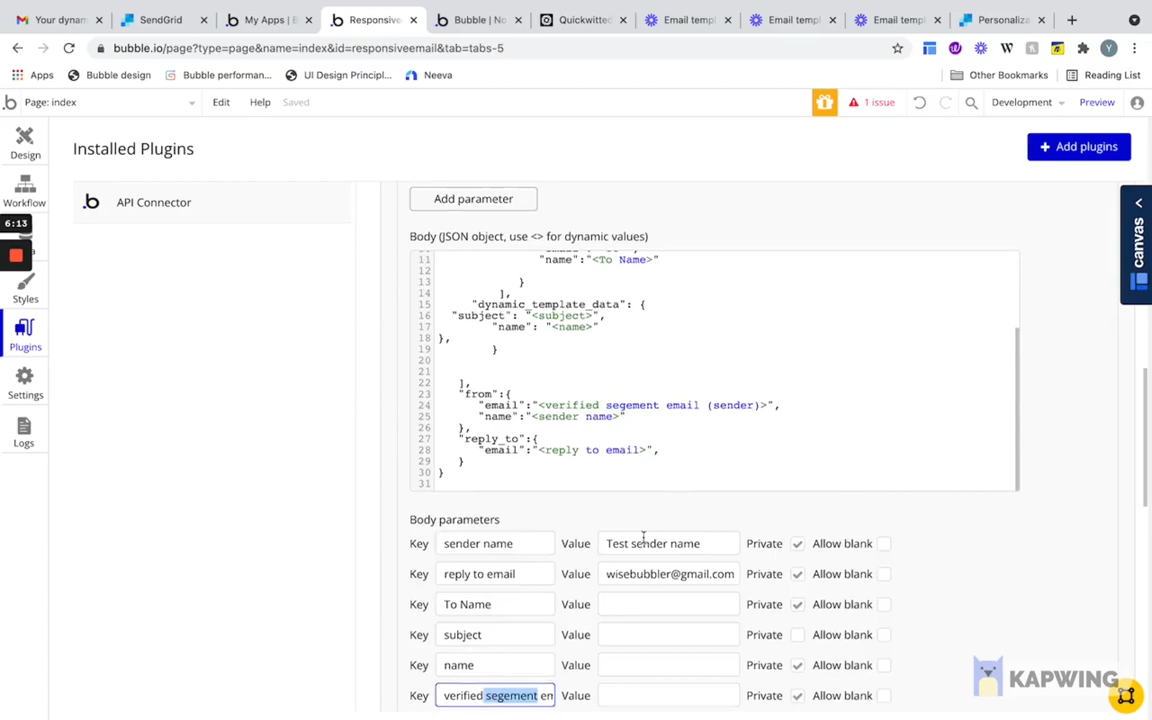 Your dynam
SendGrid
My Apps | B
Responsive
Bubble | No
Quickwitted
Email templ
Email templ
Email templ
Personaliza
bubble.io/page?type=page&name=index&id=responsiveemail&tab=tabs-5
Apps
Bubble design
Bubble performan...
UI Design Principl...
Neeva
Other Bookmarks
Reading List
Page: index
Edit
Help
Saved
1 issue
Development
Preview
Design
Workflow
6:13
Styles
Plugins
Settings
Logs
Installed Plugins
+ Add plugins
API Connector
canvas
Add parameter
Body (JSON object, use <> for dynamic values)
11 "name":"<To Name>"
12
13 }
14 ],
15 "dynamic_template_data": {
16 "subject": "<subject>",
17 "name": "<name>"
18 },
19 }
20
21
22 ],
23 "from":{
24 "email":"<verified segement email (sender)>",
25 "name":"<sender name>"
26 },
27 "reply_to":{
28 "email":"<reply to email>",
29 }
30 }
31
Body parameters
Key sender name Value Test sender name Private Allow blank
Key reply to email Value wisebubbler@gmail.com Private Allow blank
Key To Name Value Private Allow blank
Key subject Value Private Allow blank
Key name Value Private Allow blank
Key verified segement em Value Private Allow blank
KAPWING